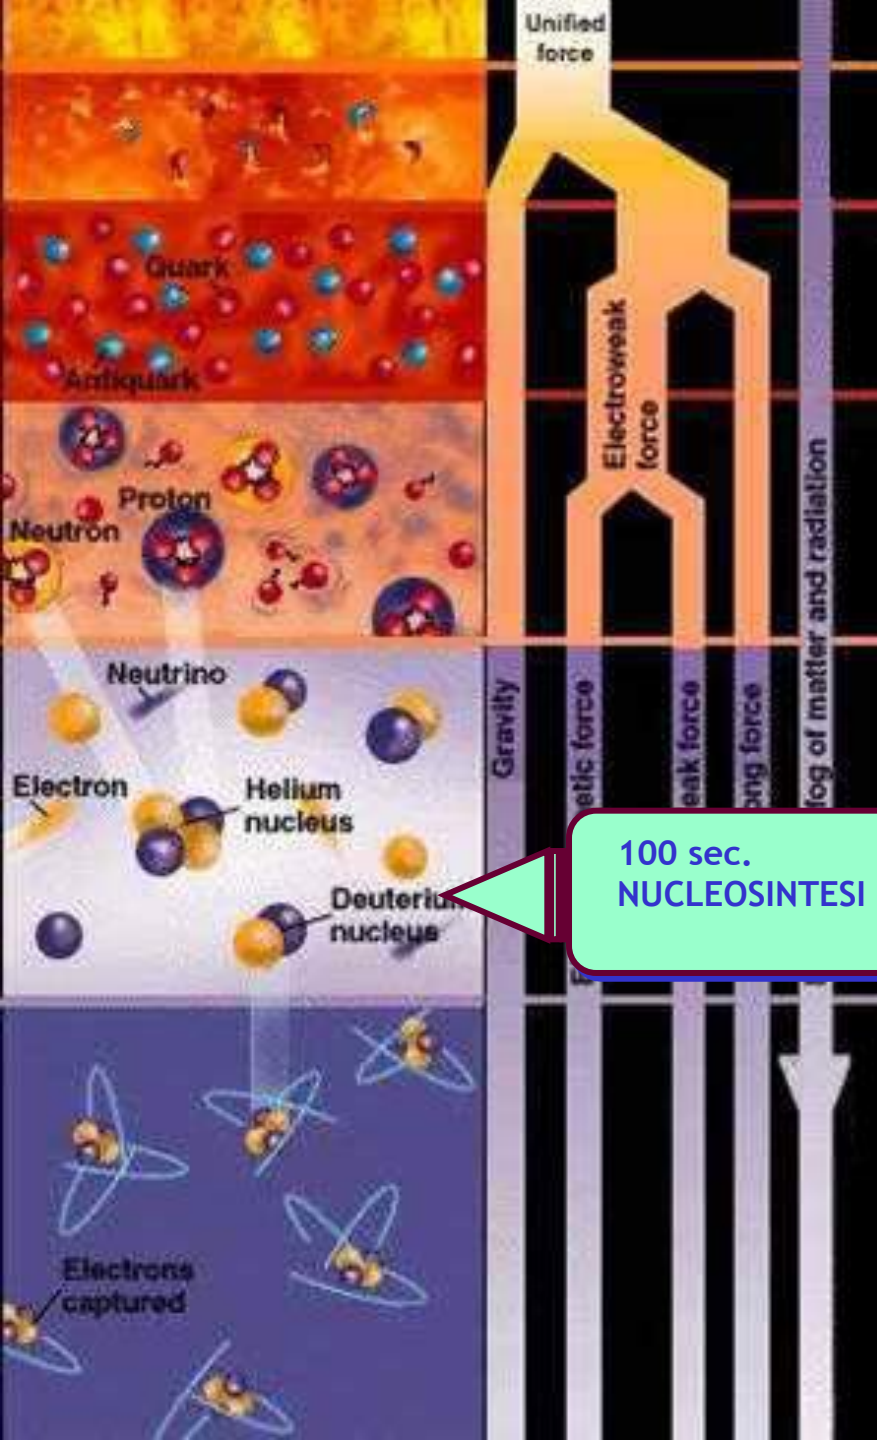 Unified
force
Quark
Antiquark
Electroweak
force
Proton
Neutron
Neutrino
Electron
Helium
nucleus
Deuterium
nucleus
Gravity
etic force
eak force
ong force
fog of matter and radiation
100 sec.
NUCLEOSINTESI
Electrons
captured